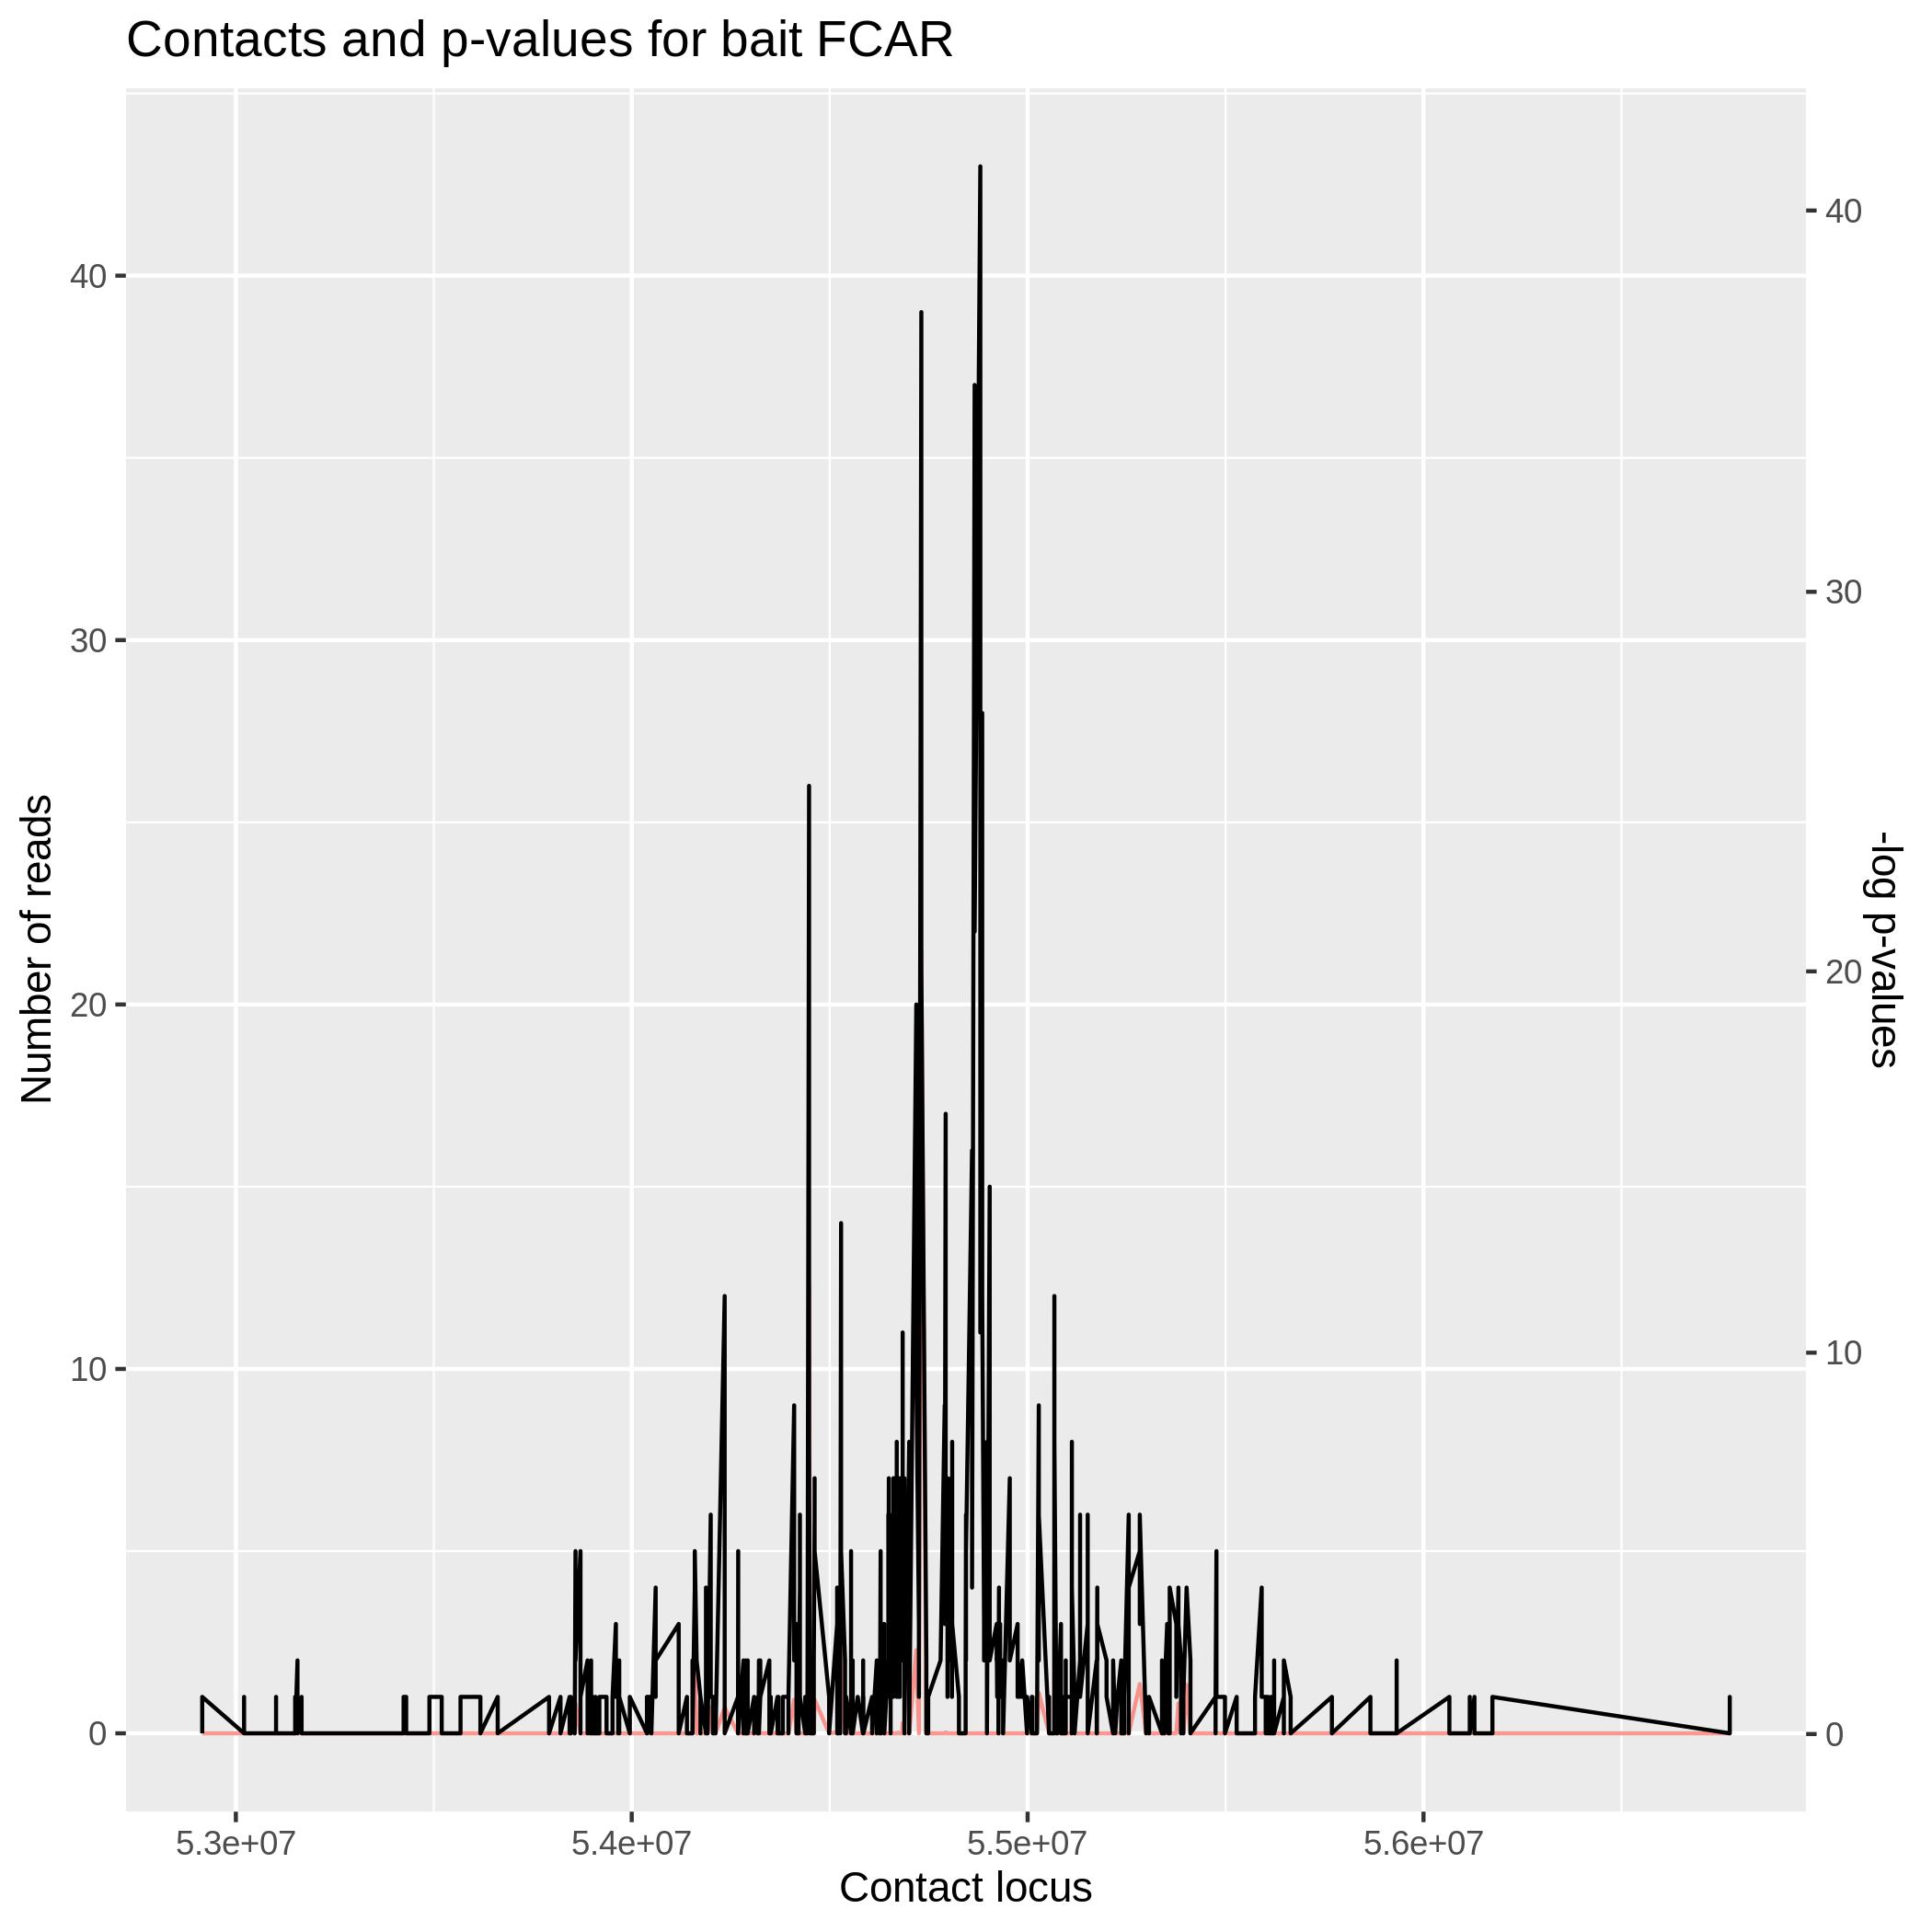 Contacts and p-values for bait FCAR
40
30
20
10
0
Number of reads
40
30
20
10
0
-log p-values
5.3e+07
5.4e+07
5.5e+07
5.6e+07
Contact locus